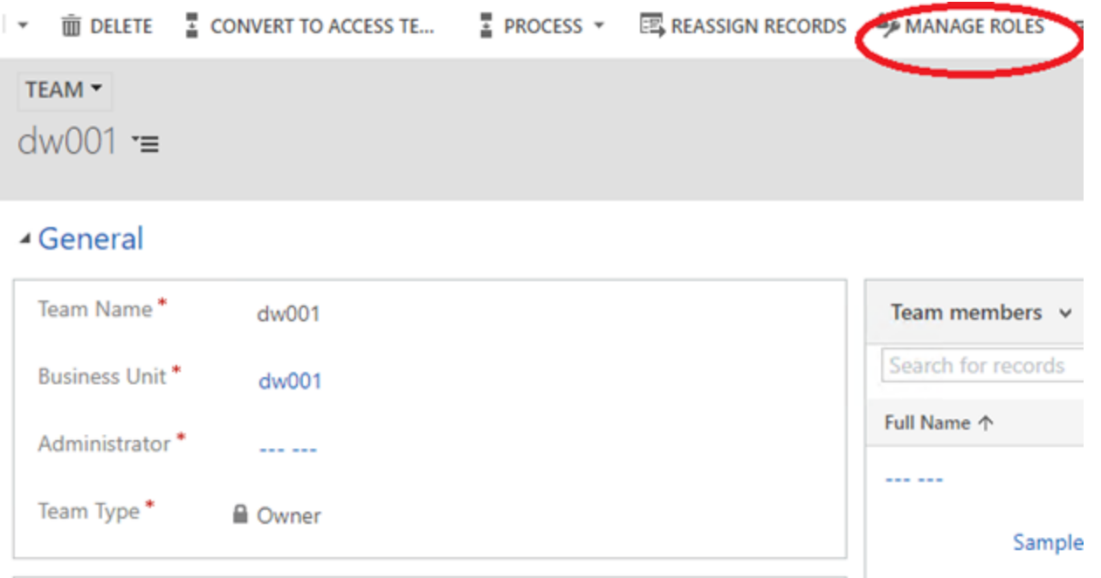 DELETE CONVERT TO ACCESS TE... PROCESS REASSIGN RECORDS MANAGE ROLES
TEAM
dw001
General
Team Name * dw001
Business Unit * dw001
Administrator * --- ---
Team Type * Owner
Team members
Search for records
Full Name ↑
--- ---
Sample